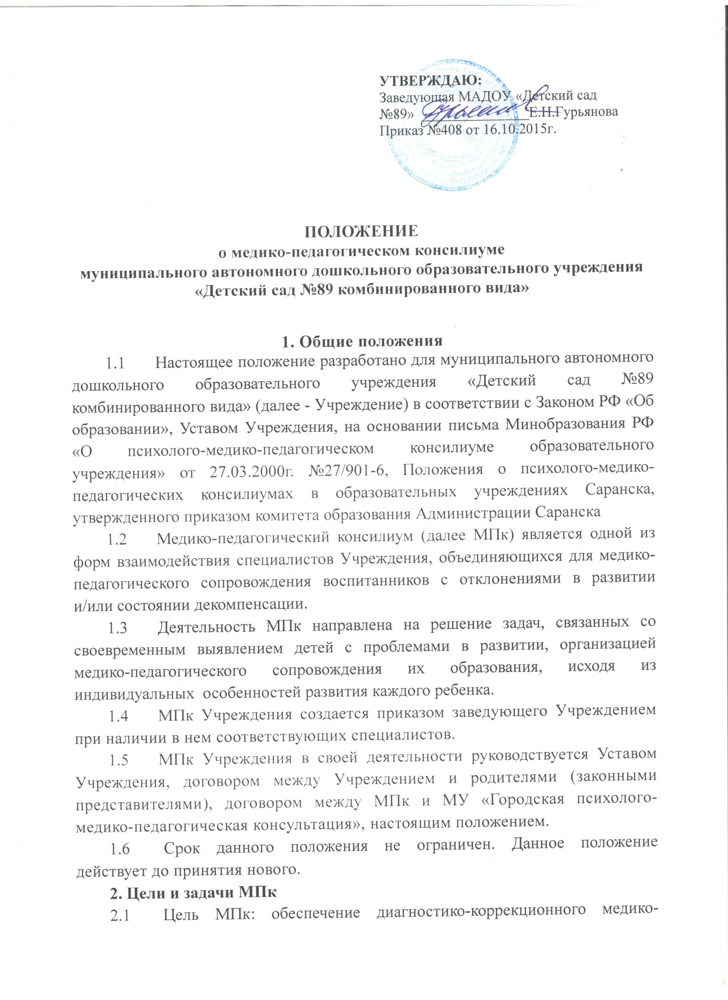 УТВЕРЖДАЮ:
Заведующая МАДОУ «Детский сад
№89» ________________Е.Н.Гурьянова
Приказ №408 от 16.10.2015г.
ПОЛОЖЕНИЕ
о медико-педагогическом консилиуме
муниципального автономного дошкольного образовательного учреждения
«Детский сад №89 комбинированного вида»
1. Общие положения
1.1 Настоящее положение разработано для муниципального автономного
дошкольного образовательного учреждения «Детский сад №89
комбинированного вида» (далее - Учреждение) в соответствии с Законом РФ «Об
образовании», Уставом Учреждения, на основании письма Минобразования РФ
«О психолого-медико-педагогическом консилиуме образовательного
учреждения» от 27.03.2000г. №27/901-6, Положения о психолого-медико-
педагогических консилиумах в образовательных учреждениях Саранска,
утвержденного приказом комитета образования Администрации Саранска
1.2 Медико-педагогический консилиум (далее МПк) является одной из
форм взаимодействия специалистов Учреждения, объединяющихся для медико-
педагогического сопровождения воспитанников с отклонениями в развитии
и/или состоянии декомпенсации.
1.3 Деятельность МПк направлена на решение задач, связанных со
своевременным выявлением детей с проблемами в развитии, организацией
медико-педагогического сопровождения их образования, исходя из
индивидуальных особенностей развития каждого ребенка.
1.4 МПк Учреждения создается приказом заведующего Учреждением
при наличии в нем соответствующих специалистов.
1.5 МПк Учреждения в своей деятельности руководствуется Уставом
Учреждения, договором между Учреждением и родителями (законными
представителями), договором между МПк и МУ «Городская психолого-
медико-педагогическая консультация», настоящим положением.
1.6 Срок данного положения не ограничен. Данное положение
действует до принятия нового.
2. Цели и задачи МПк
2.1 Цель МПк: обеспечение диагностико-коррекционного медико-